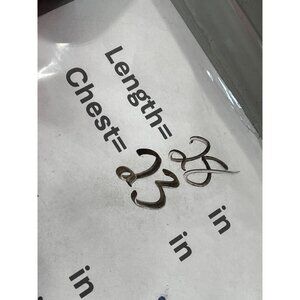 Length= 28 in
Chest= 23 in
in